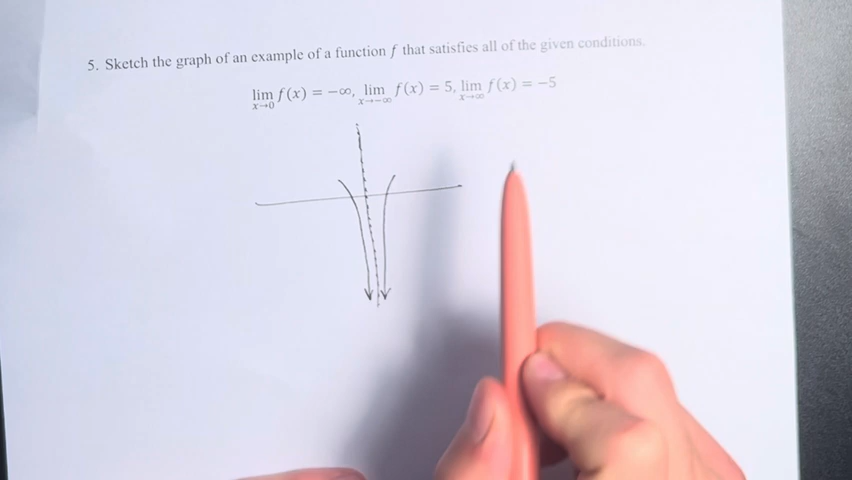 5. Sketch the graph of an example of a function f that satisfies all of the given conditions.
lim x→0 f(x) = −∞, lim x→−∞ f(x) = 5, lim x→∞ f(x) = −5